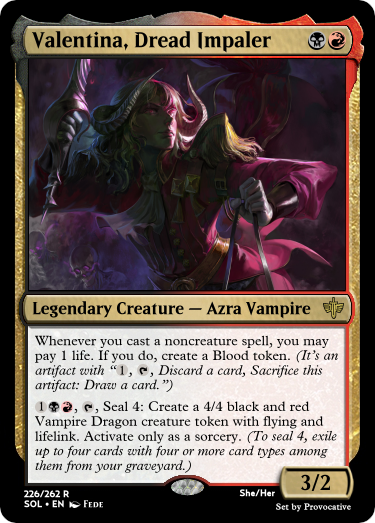 Valentina, Dread Impaler
Legendary Creature — Azra Vampire
Whenever you cast a noncreature spell, you may
pay 1 life. If you do, create a Blood token. (It's an
artifact with “1, , Discard a card, Sacrifice this
artifact: Draw a card.”)
1 , , Seal 4: Create a 4/4 black and red
Vampire Dragon creature token with flying and
lifelink. Activate only as a sorcery. (To seal 4, exile
up to four cards with four or more card types among
them from your graveyard.)
3/2
226/262 R
She/Her
SOL • EN Fede
Set by Provocative